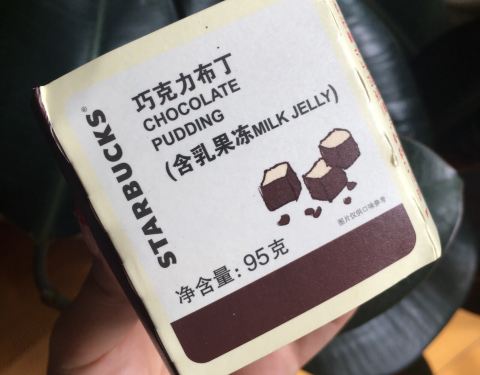 STARBUCKS®
巧克力布丁
CHOCOLATE
PUDDING
(含乳果冻MILK JELLY)
图片仅供口味参考
净含量: 95克